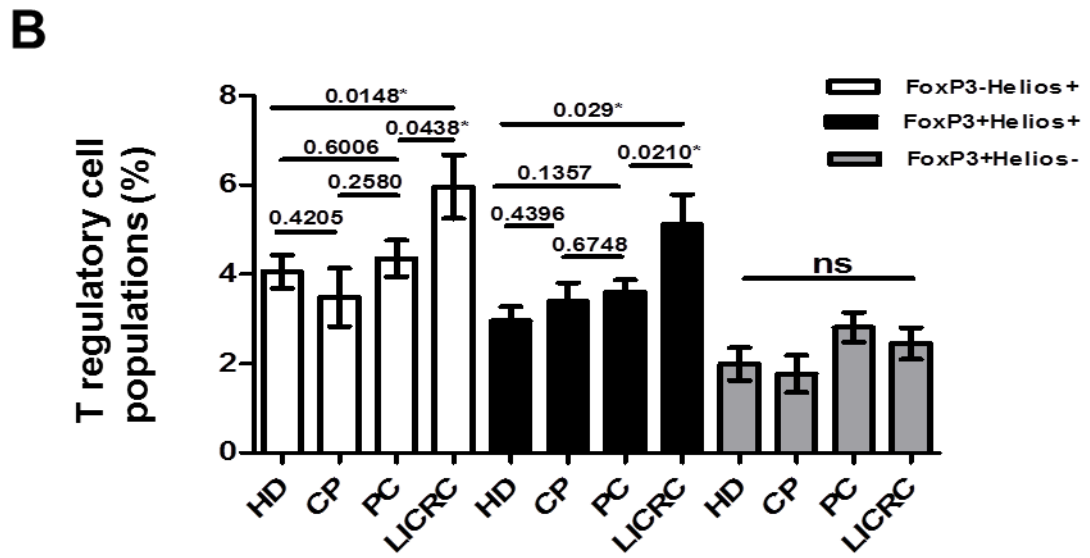 B
T regulatory cell
populations (%)
8
6
4
2
0
0.0148*
0.0438*
0.6006
0.2580
0.4205
0.029*
0.0210*
0.1357
0.4396
0.6748
ns
FoxP3-Helios+
FoxP3+Helios+
FoxP3+Helios-
HD
CP
PC
LICRC
HD
CP
PC
LICRC
HD
CP
PC
LICRC